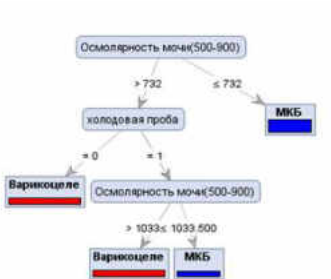 Осмолярность мочи(500-900)
> 732
≤ 732
МКБ
холодовая проба
= 0
= 1
Варикоцеле
Осмолярность мочи(500-900)
> 1033
≤ 1033.500
Варикоцеле
МКБ